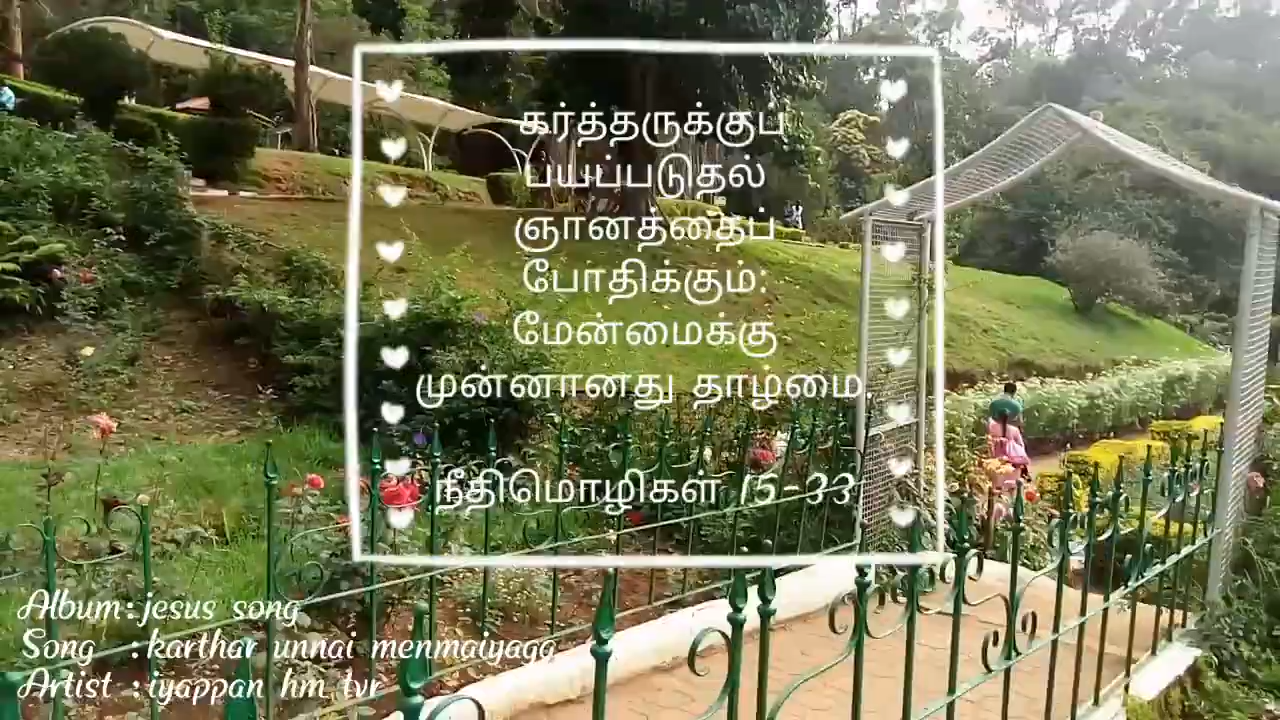 கர்த்தருக்குப்
பயப்படுதல்
ஞானத்தைப்
போதிக்கும்:
மேன்மைக்கு
முன்னானது தாழ்மை.
நீதிமொழிகள் 15-33
Album: jesus song
Song : karthar unnai menmaiyaga
Artist : iyappan hm tvr